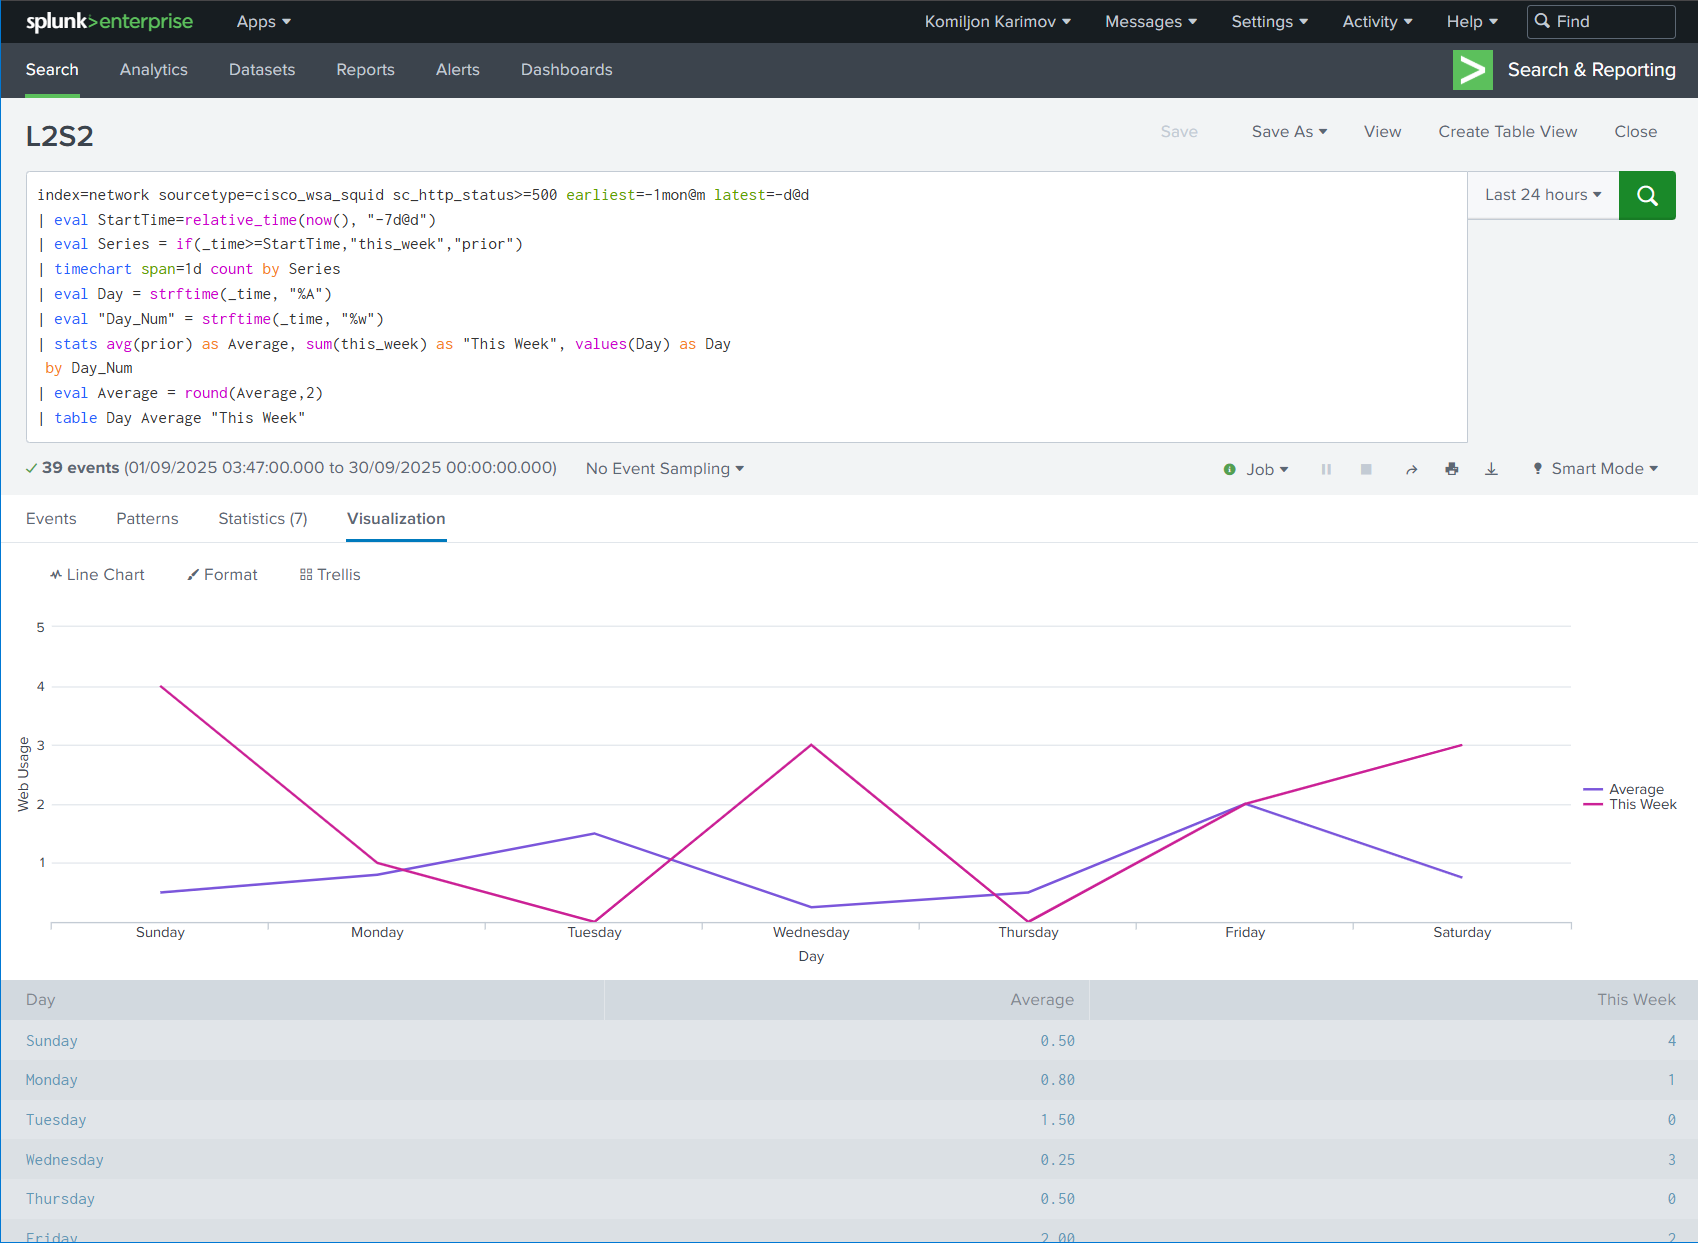 splunk>enterprise Apps Komiljon Karimov Messages Settings Activity Help Find
Search Analytics Datasets Reports Alerts Dashboards Search & Reporting
L2S2 Save Save As View Create Table View Close
index=network sourcetype=cisco_wsa_squid sc_http_status>=500 earliest=-1mon@m latest=-d@d Last 24 hours
| eval StartTime=relative_time(now(), "-7d@d")
| eval Series = if(_time>=StartTime,"this_week","prior")
| timechart span=1d count by Series
| eval Day = strftime(_time, "%A")
| eval "Day_Num" = strftime(_time, "%w")
| stats avg(prior) as Average, sum(this_week) as "This Week", values(Day) as Day
by Day_Num
| eval Average = round(Average,2)
| table Day Average "This Week"
39 events (01/09/2025 03:47:00.000 to 30/09/2025 00:00:00.000) No Event Sampling Job Smart Mode
Events Patterns Statistics (7) Visualization
Line Chart Format Trellis
5
4
3
2
1
Web Usage
Average
This Week
Sunday Monday Tuesday Wednesday Thursday Friday Saturday
Day
Day Average This Week
Sunday 0.50 4
Monday 0.80 1
Tuesday 1.50 0
Wednesday 0.25 3
Thursday 0.50 0
Friday 2.00 2